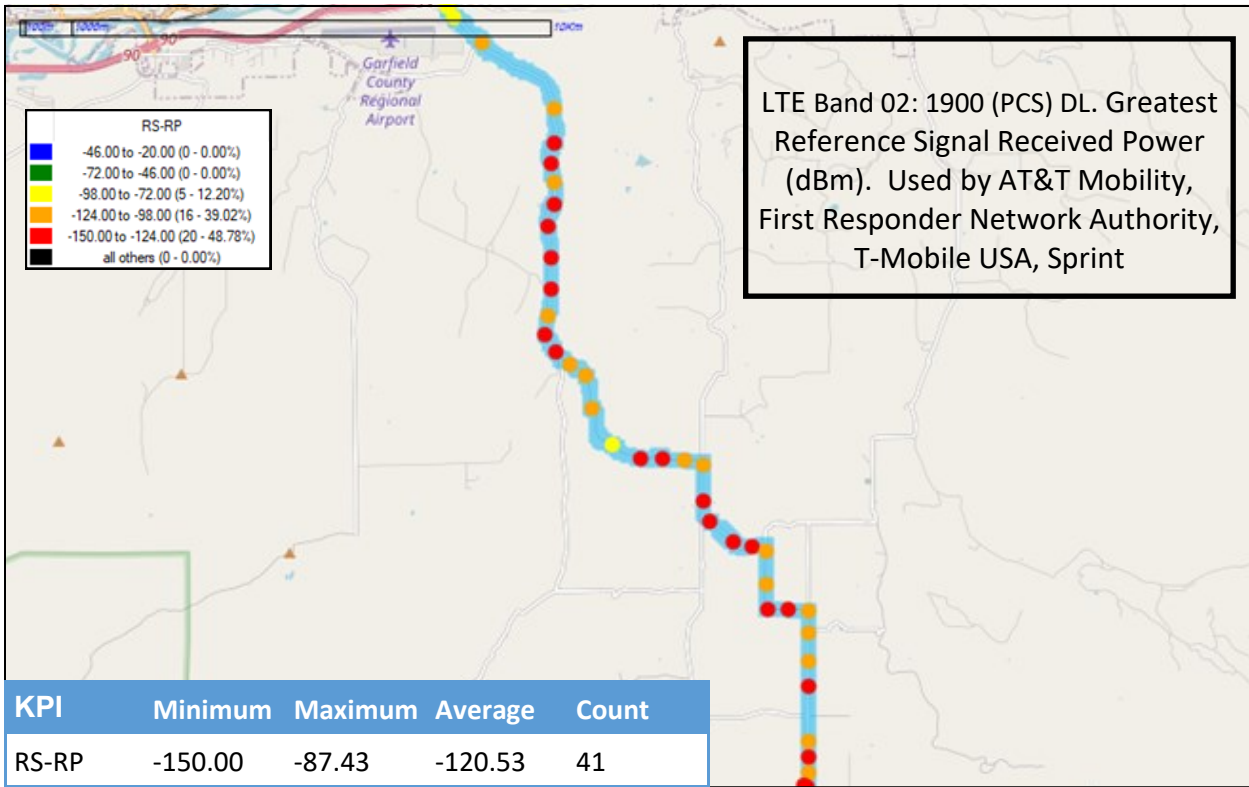 100m 1000m 10Km
90
90
Garfield
County
Regional
Airport
LTE Band 02: 1900 (PCS) DL. Greatest
Reference Signal Received Power
(dBm). Used by AT&T Mobility,
First Responder Network Authority,
T-Mobile USA, Sprint
RS-RP
-46.00 to -20.00 (0 - 0.00%)
-72.00 to -46.00 (0 - 0.00%)
-98.00 to -72.00 (5 - 12.20%)
-124.00 to -98.00 (16 - 39.02%)
-150.00 to -124.00 (20 - 48.78%)
all others (0 - 0.00%)
KPI Minimum Maximum Average Count
RS-RP -150.00 -87.43 -120.53 41